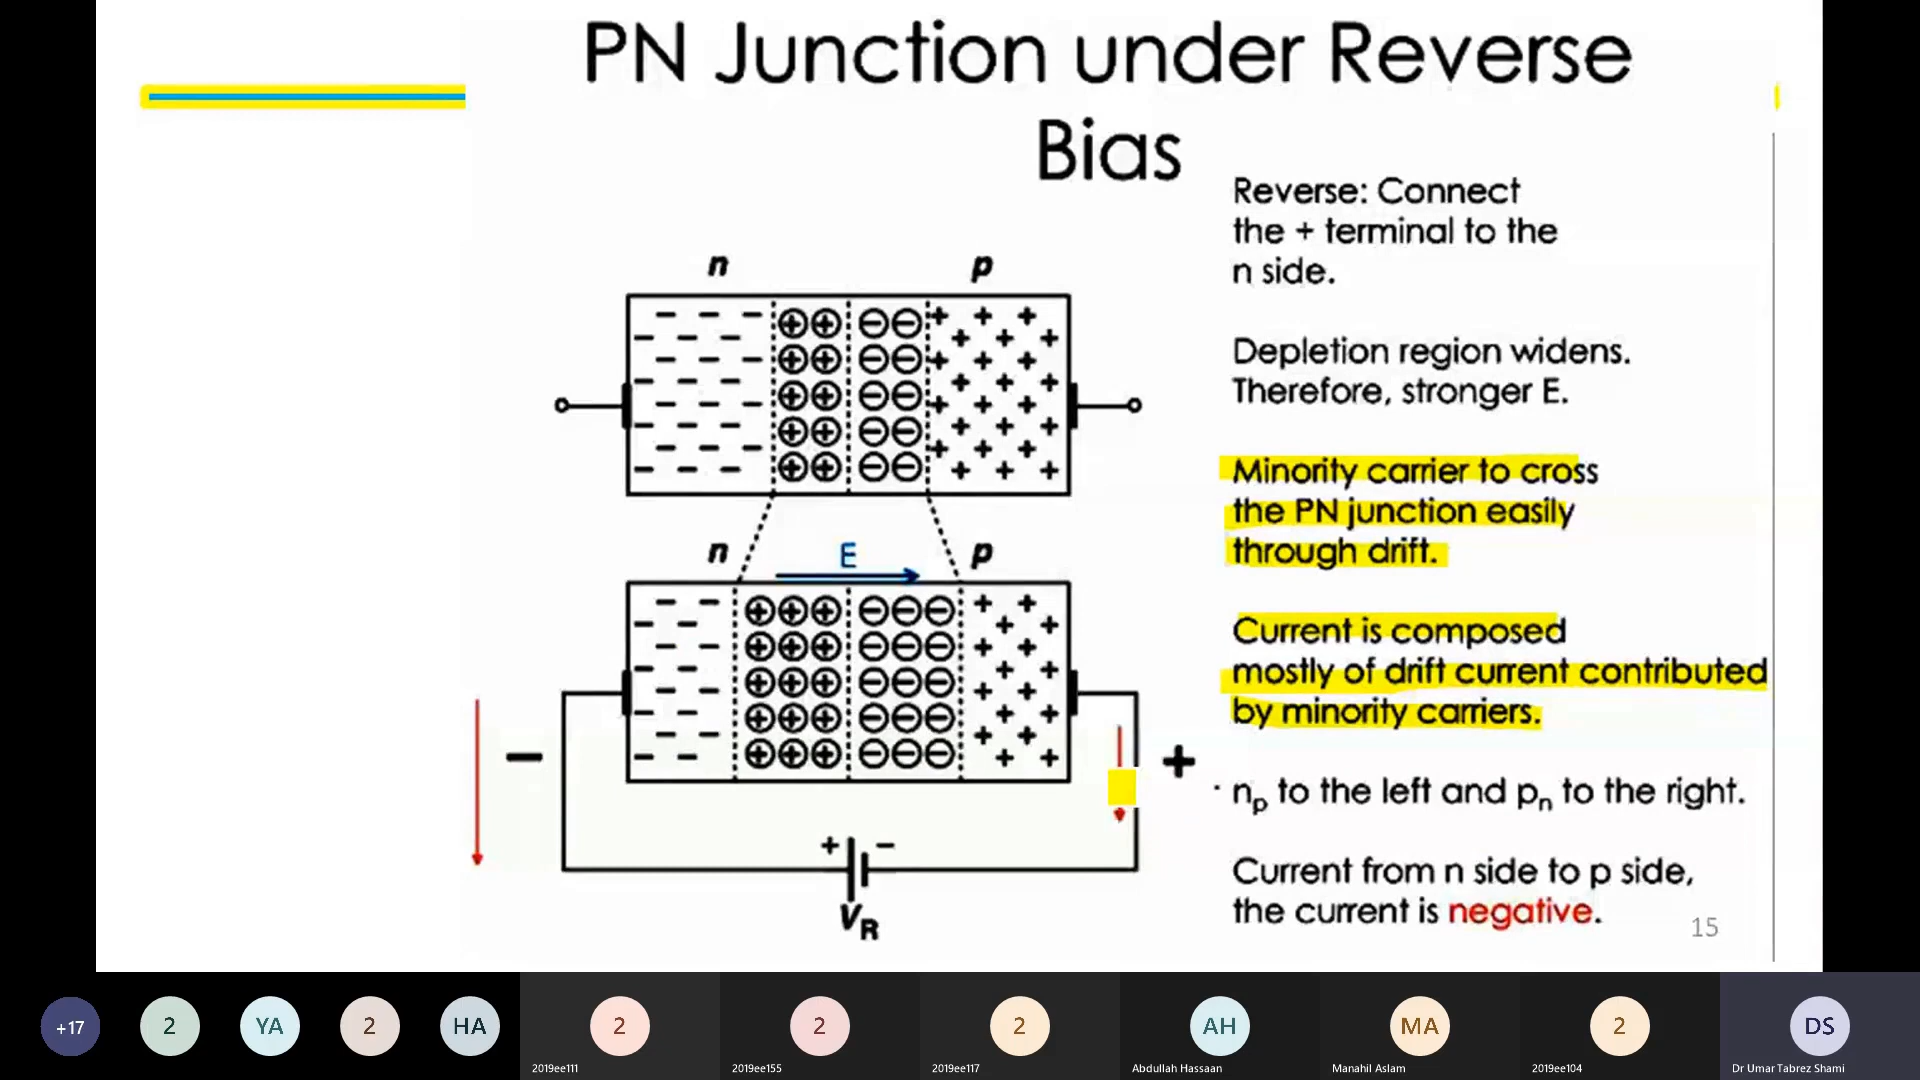 PN Junction under Reverse
Bias
Reverse: Connect
the + terminal to the
n side.
Depletion region widens.
Therefore, stronger E.
Minority carrier to cross
the PN junction easily
through drift.
Current is composed
mostly of drift current contributed
by minority carriers.
· np to the left and pn to the right.
Current from n side to p side,
the current is negative.
15
n p
n E p
− +
+ −
VR
+17 2 YA 2 HA 2 2 2 AH MA 2 DS
2019ee111 2019ee155 2019ee117 Abdullah Hassaan Manahil Aslam 2019ee104 Dr Umar Tabrez Shami